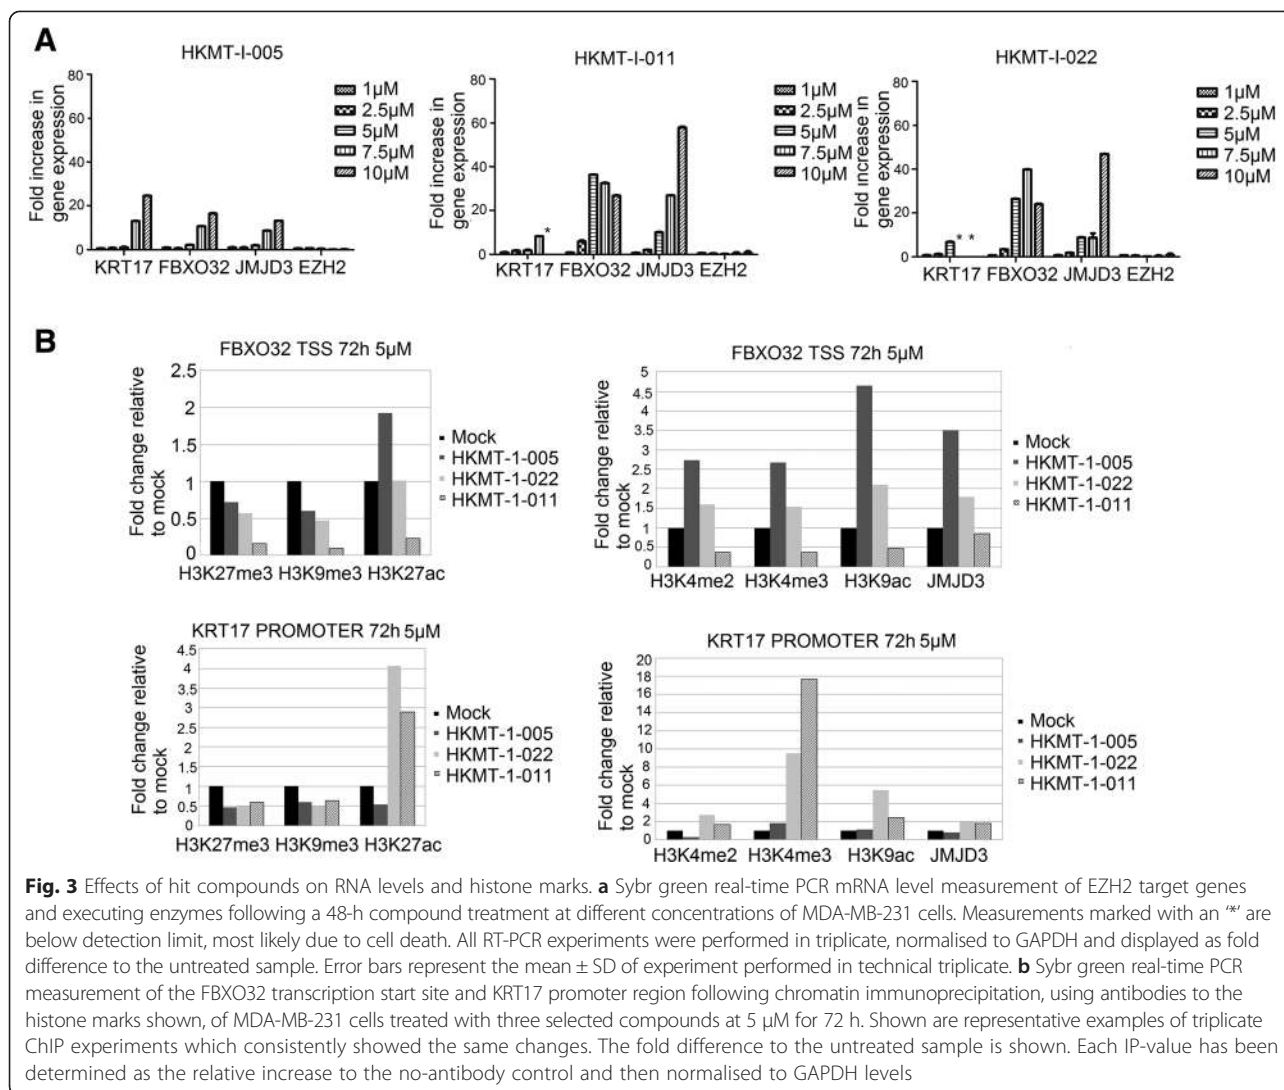 A
HKMT-I-005
Fold increase in
gene expression
80
60
40
20
0
KRT17 FBXO32 JMJD3 EZH2
1µM
2.5µM
5µM
7.5µM
10µM
HKMT-I-011
Fold increase in
gene expression
80
60
40
20
0
*
KRT17 FBXO32 JMJD3 EZH2
1µM
2.5µM
5µM
7.5µM
10µM
HKMT-I-022
Fold increase in
gene expression
80
60
40
20
0
* *
KRT17 FBXO32 JMJD3 EZH2
1µM
2.5µM
5µM
7.5µM
10µM
B
FBXO32 TSS 72h 5µM
Fold change relative
to mock
2.5
2
1.5
1
0.5
0
H3K27me3 H3K9me3 H3K27ac
Mock
HKMT-1-005
HKMT-1-022
HKMT-1-011
FBXO32 TSS 72h 5µM
Fold change relative
to mock
5
4.5
4
3.5
3
2.5
2
1.5
1
0.5
0
H3K4me2 H3K4me3 H3K9ac JMJD3
Mock
HKMT-1-005
HKMT-1-022
HKMT-1-011
KRT17 PROMOTER 72h 5µM
Fold change relative
to mock
4.5
4
3.5
3
2.5
2
1.5
1
0.5
0
H3K27me3 H3K9me3 H3K27ac
Mock
HKMT-1-005
HKMT-1-022
HKMT-1-011
KRT17 PROMOTER 72h 5µM
Fold change relative
to mock
20
18
16
14
12
10
8
6
4
2
0
H3K4me2 H3K4me3 H3K9ac JMJD3
Mock
HKMT-1-005
HKMT-1-022
HKMT-1-011
Fig. 3 Effects of hit compounds on RNA levels and histone marks. a Sybr green real-time PCR mRNA level measurement of EZH2 target genes
and executing enzymes following a 48-h compound treatment at different concentrations of MDA-MB-231 cells. Measurements marked with an ‘*’ are
below detection limit, most likely due to cell death. All RT-PCR experiments were performed in triplicate, normalised to GAPDH and displayed as fold
difference to the untreated sample. Error bars represent the mean ± SD of experiment performed in technical triplicate. b Sybr green real-time PCR
measurement of the FBXO32 transcription start site and KRT17 promoter region following chromatin immunoprecipitation, using antibodies to the
histone marks shown, of MDA-MB-231 cells treated with three selected compounds at 5 µM for 72 h. Shown are representative examples of triplicate
ChIP experiments which consistently showed the same changes. The fold difference to the untreated sample is shown. Each IP-value has been
determined as the relative increase to the no-antibody control and then normalised to GAPDH levels